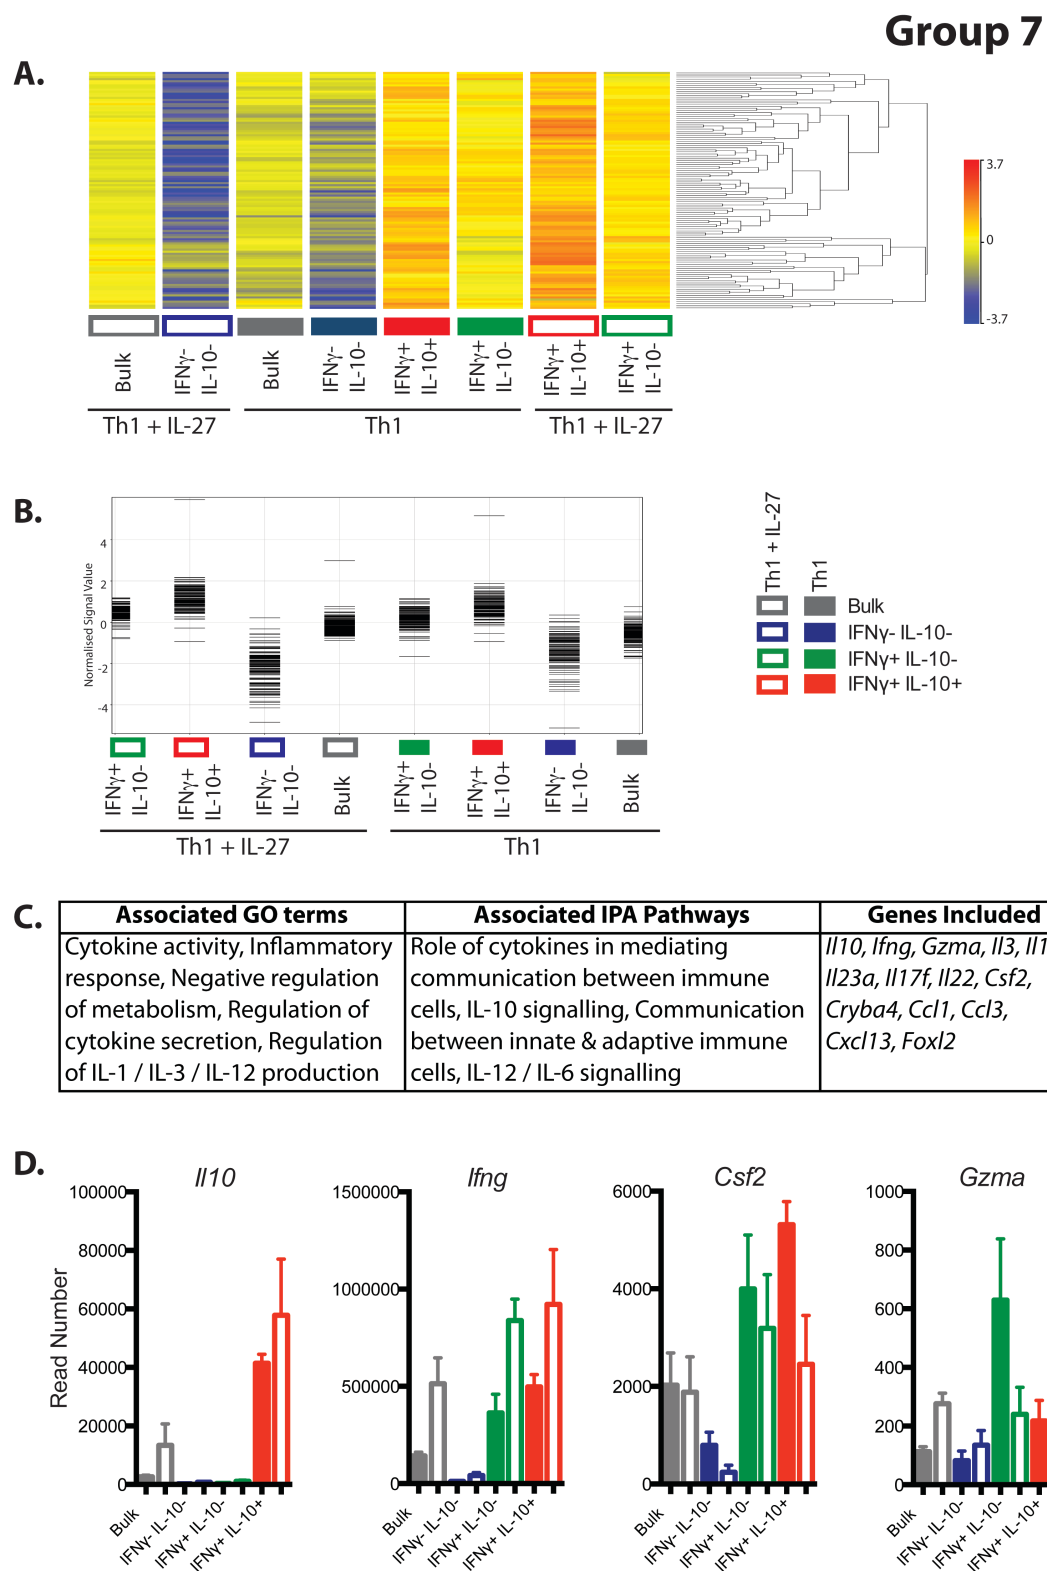 Group 7
A.
3.7
0
-3.7
Bulk
IFNγ-
IL-10-
Bulk
IFNγ-
IL-10-
IFNγ+
IL-10+
IFNγ+
IL-10-
IFNγ+
IL-10+
IFNγ+
IL-10-
Th1 + IL-27
Th1
Th1 + IL-27
B.
Normalised Signal Value
4
2
0
-2
-4
IFNγ+
IL-10-
IFNγ+
IL-10+
IFNγ-
IL-10-
Bulk
IFNγ+
IL-10-
IFNγ+
IL-10+
IFNγ-
IL-10-
Bulk
Th1 + IL-27
Th1
Th1 + IL-27
Th1
Bulk
IFNγ- IL-10-
IFNγ+ IL-10-
IFNγ+ IL-10+
C.
Associated GO terms
Cytokine activity, Inflammatory
response, Negative regulation
of metabolism, Regulation of
cytokine secretion, Regulation
of IL-1 / IL-3 / IL-12 production
Associated IPA Pathways
Role of cytokines in mediating
communication between immune
cells, IL-10 signalling, Communication
between innate & adaptive immune
cells, IL-12 / IL-6 signalling
Genes Included
Il10, Ifng, Gzma, Il3, Il1
Il23a, Il17f, Il22, Csf2,
Cryba4, Ccl1, Ccl3,
Cxcl13, Foxl2
D.
Il10
Read Number
100000
80000
60000
40000
20000
0
Bulk
IFNγ- IL-10-
IFNγ+ IL-10-
IFNγ+ IL-10+
Ifng
1500000
1000000
500000
0
Bulk
IFNγ- IL-10-
IFNγ+ IL-10-
IFNγ+ IL-10+
Csf2
6000
4000
2000
0
Bulk
IFNγ- IL-10-
IFNγ+ IL-10-
IFNγ+ IL-10+
Gzma
1000
800
600
400
200
0
Bulk
IFNγ- IL-10-
IFNγ+ IL-10-
IFNγ+ IL-10+